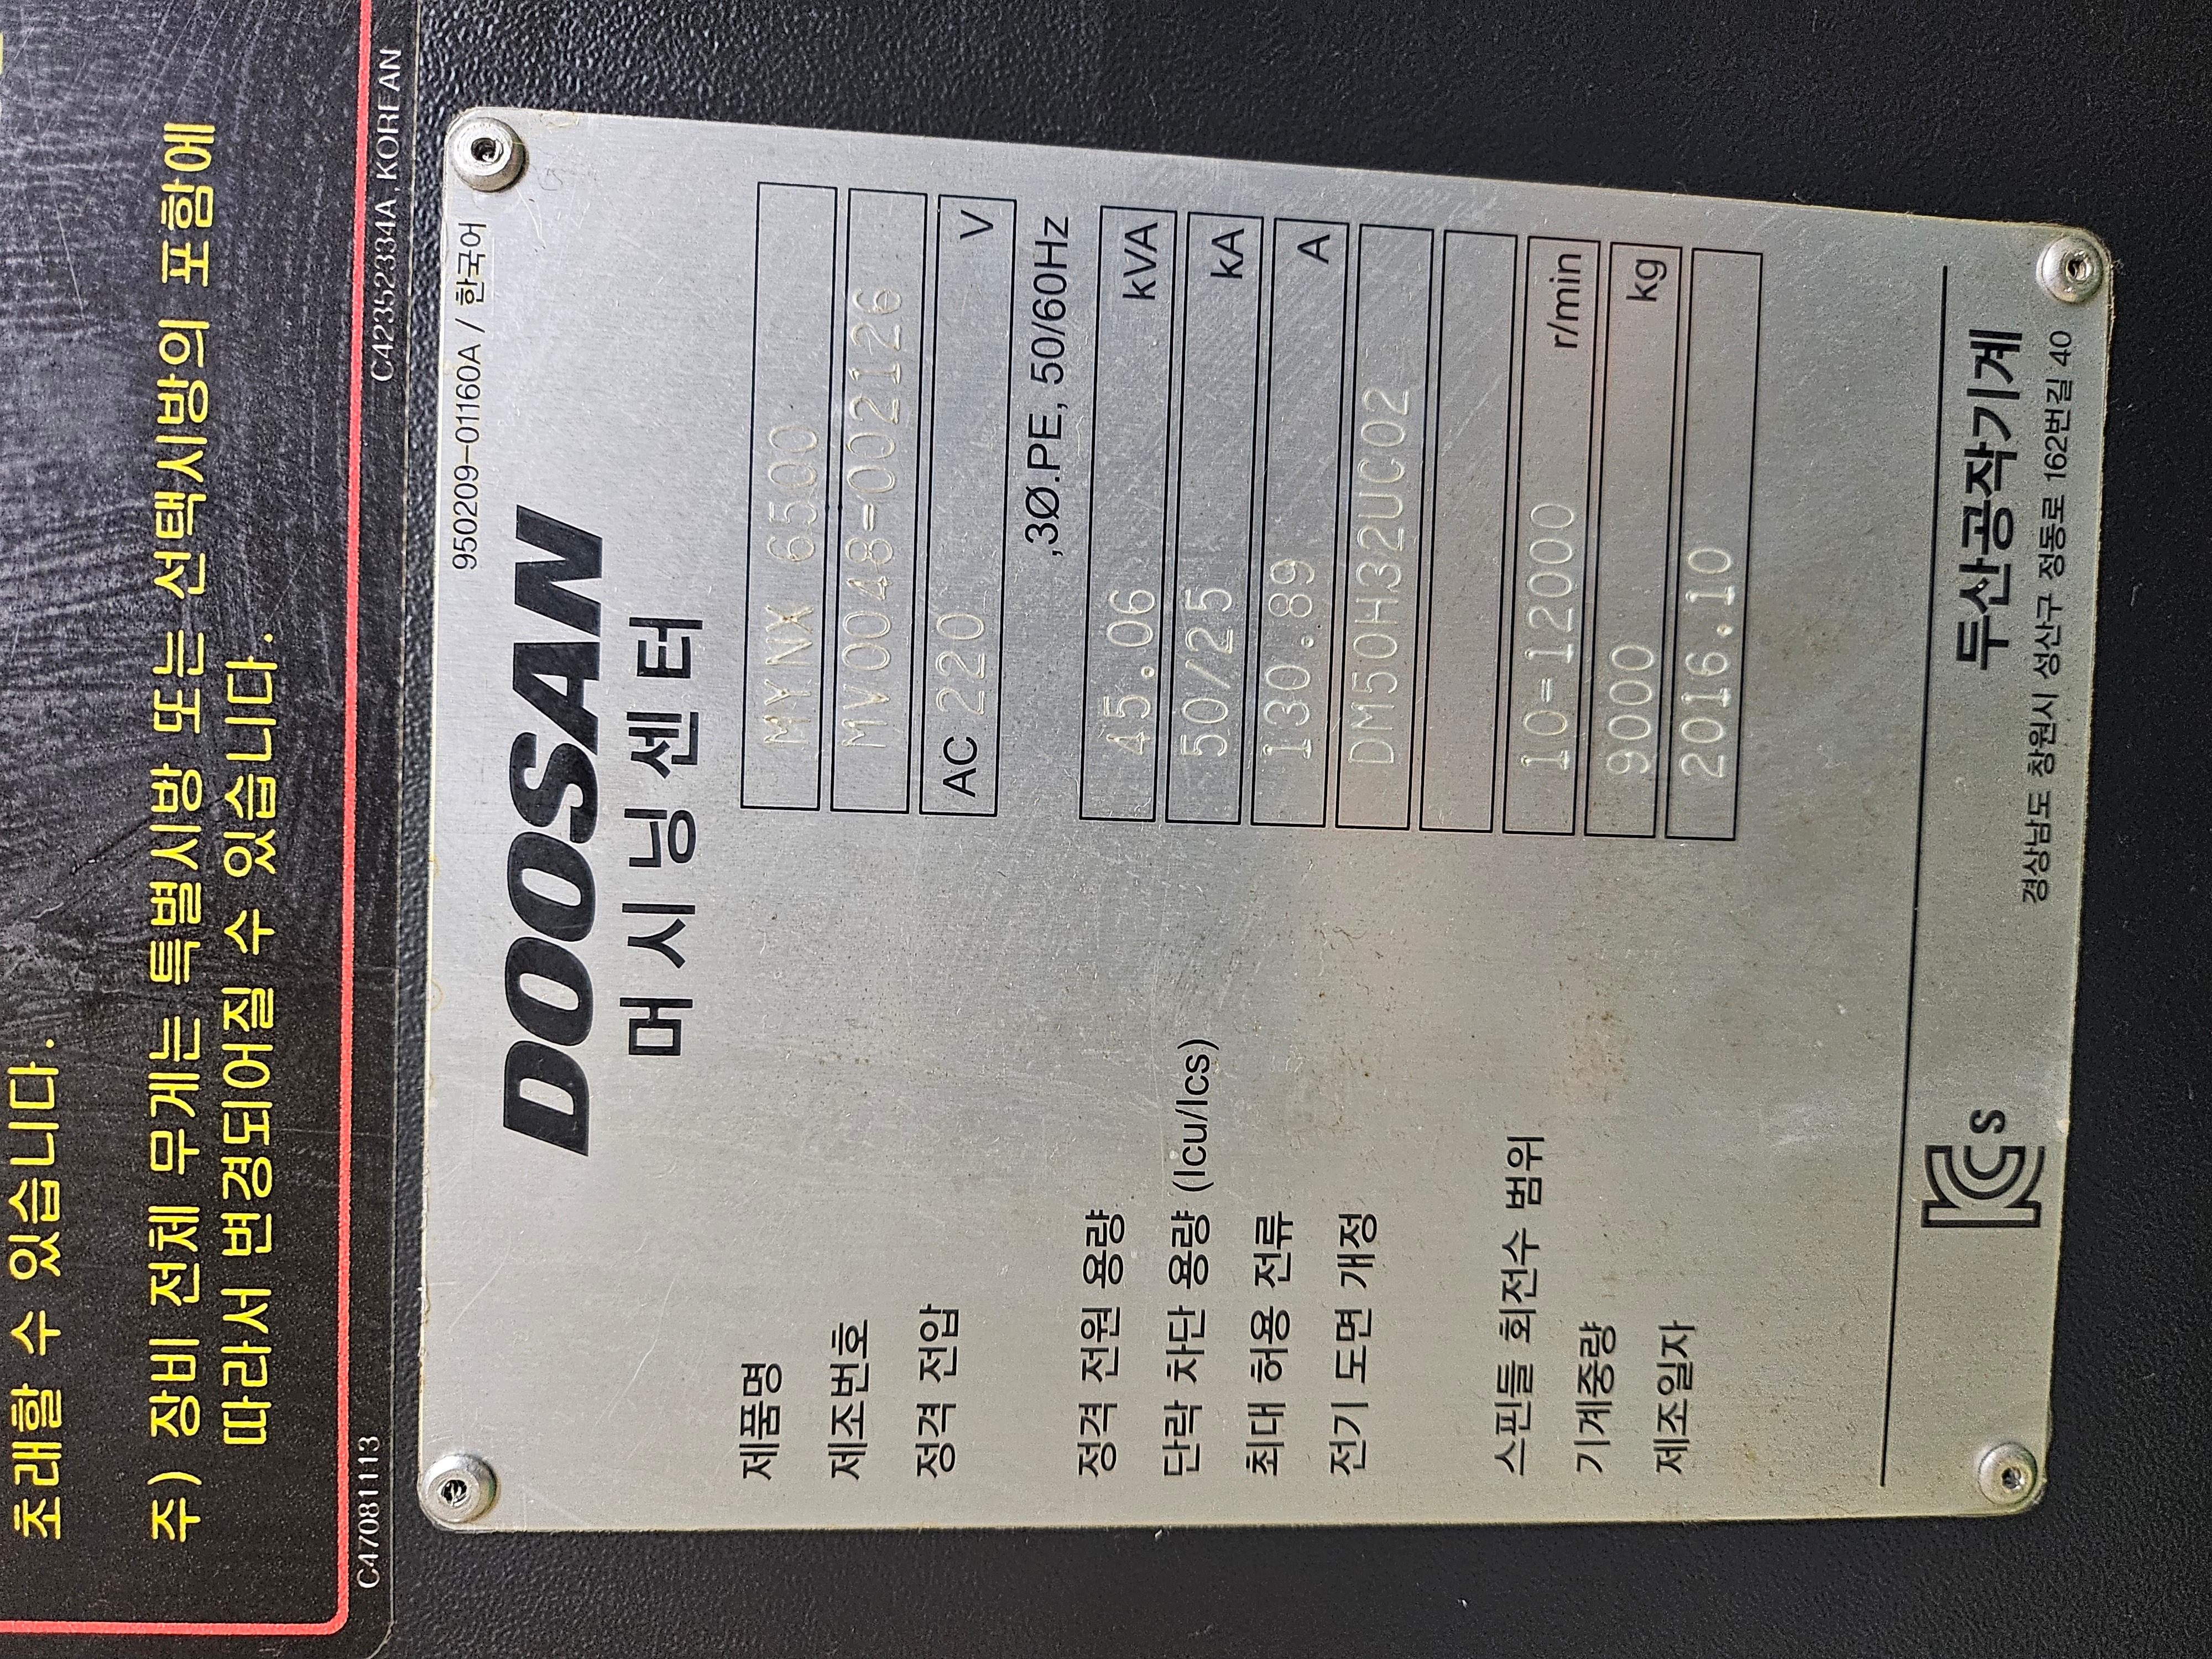 초래할 수 있습니다.
주) 장비 전체 무게는 특별시방 또는 선택시방의 포함에
따라서 변경되어질 수 있습니다.
C47081113
C42352334A, KOREAN
950209-01160A / 한국어
DOOSAN
머시닝센터
제품명 MYNX 6500
제조번호 MV0048-002126
정격 전압 AC 220 V
,3Ø.PE, 50/60Hz
정격 전원 용량 45.06 kVA
단락 차단 용량 (Icu/Ics) 50/25 kA
최대 허용 전류 130.89 A
전기 도면 개정 DM50H32UC02
스핀들 회전수 범위 10-12000 r/min
기계중량 9000 kg
제조일자 2016.10
KCs
두산공작기계
경상남도 창원시 성산구 정동로 162번길 40